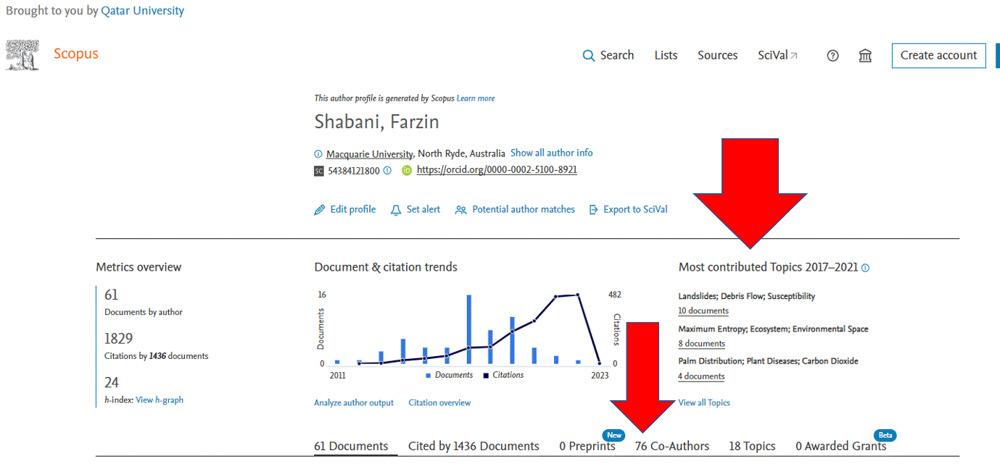 Brought to you by Qatar University
Scopus
Search
Lists
Sources
SciVal
Create account
This author profile is generated by Scopus Learn more
Shabani, Farzin
Macquarie University, North Ryde, Australia Show all author info
SC 54384121800 iD https://orcid.org/0000-0002-5100-8921
Edit profile
Set alert
Potential author matches
Export to SciVal
Metrics overview
61
Documents by author
1829
Citations by 1436 documents
24
h-index: View h-graph
Document & citation trends
16
482
Documents
Citations
0
0
2011
2023
Documents
Citations
Analyze author output
Citation overview
Most contributed Topics 2017–2021
Landslides; Debris Flow; Susceptibility
10 documents
Maximum Entropy; Ecosystem; Environmental Space
8 documents
Palm Distribution; Plant Diseases; Carbon Dioxide
4 documents
View all Topics
61 Documents
Cited by 1436 Documents
New
0 Preprints
76 Co-Authors
18 Topics
Beta
0 Awarded Grants